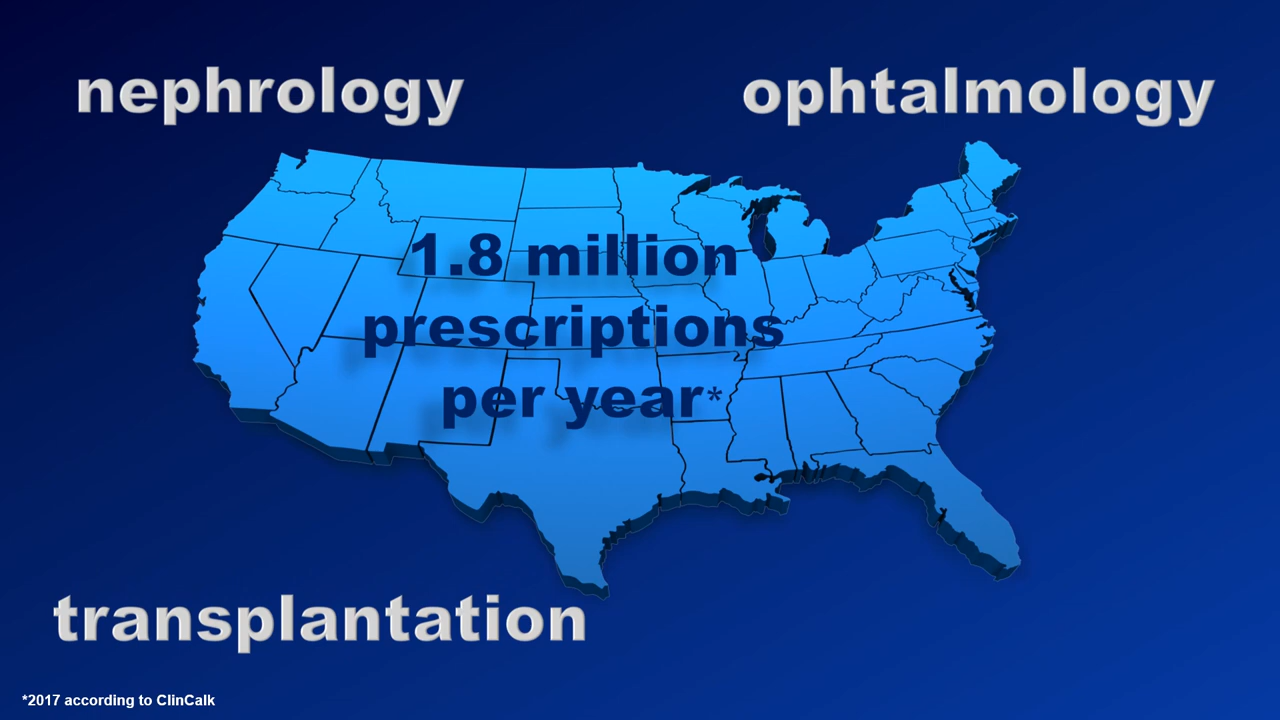 nephrology
ophtalmology
1.8 million
prescriptions
per year*
transplantation
*2017 according to ClinCalk